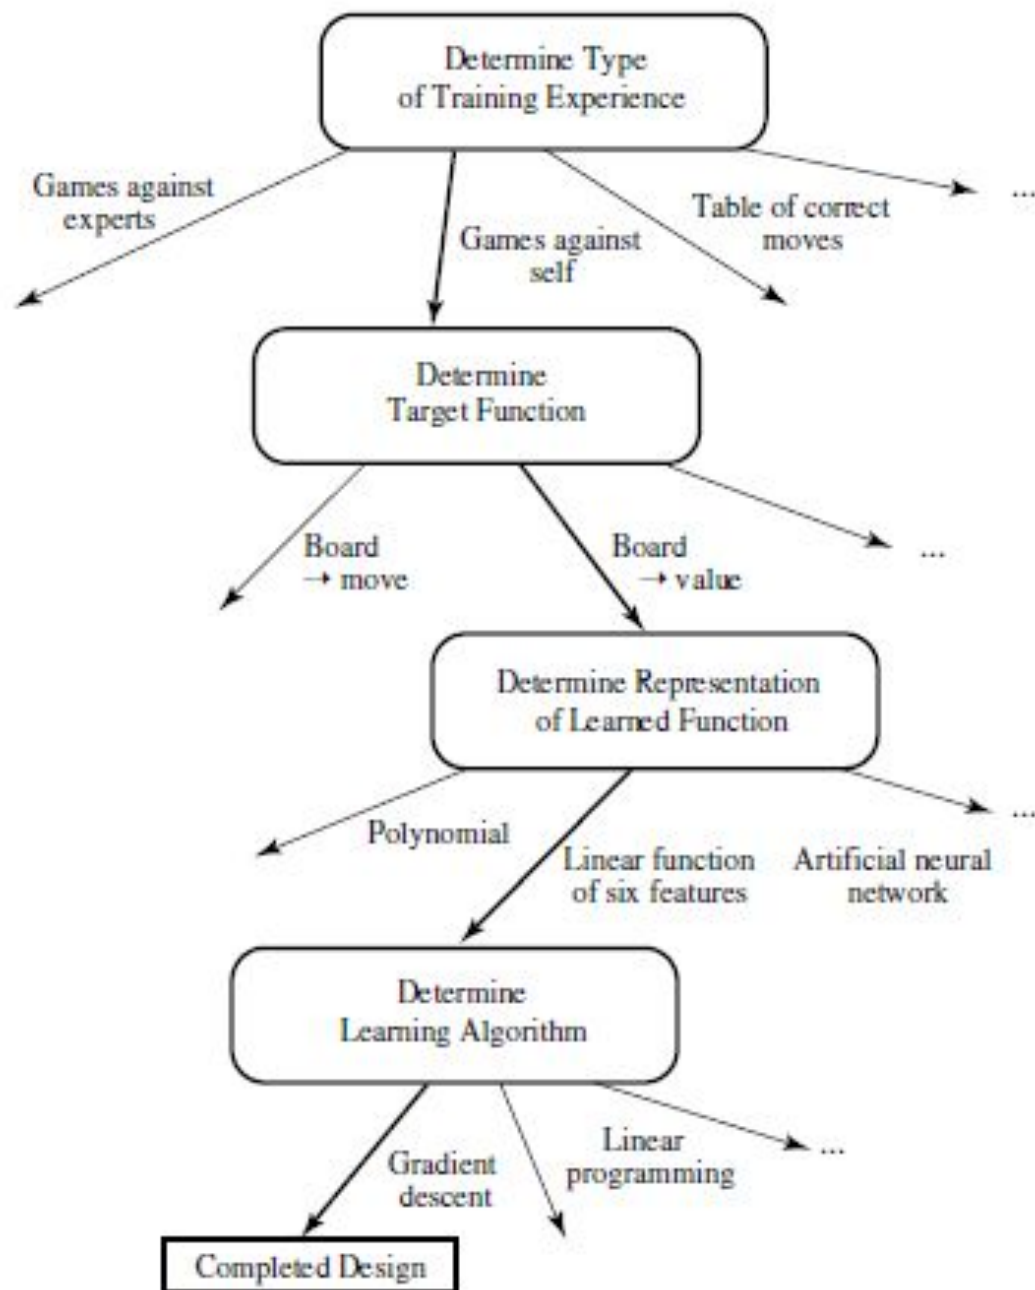 Determine Type
of Training Experience
Games against
experts
Games against
self
Table of correct
moves
...
Determine
Target Function
Board
→ move
Board
→ value
...
Determine Representation
of Learned Function
Polynomial
Linear function
of six features
Artificial neural
network
...
Determine
Learning Algorithm
Gradient
descent
Linear
programming
...
Completed Design